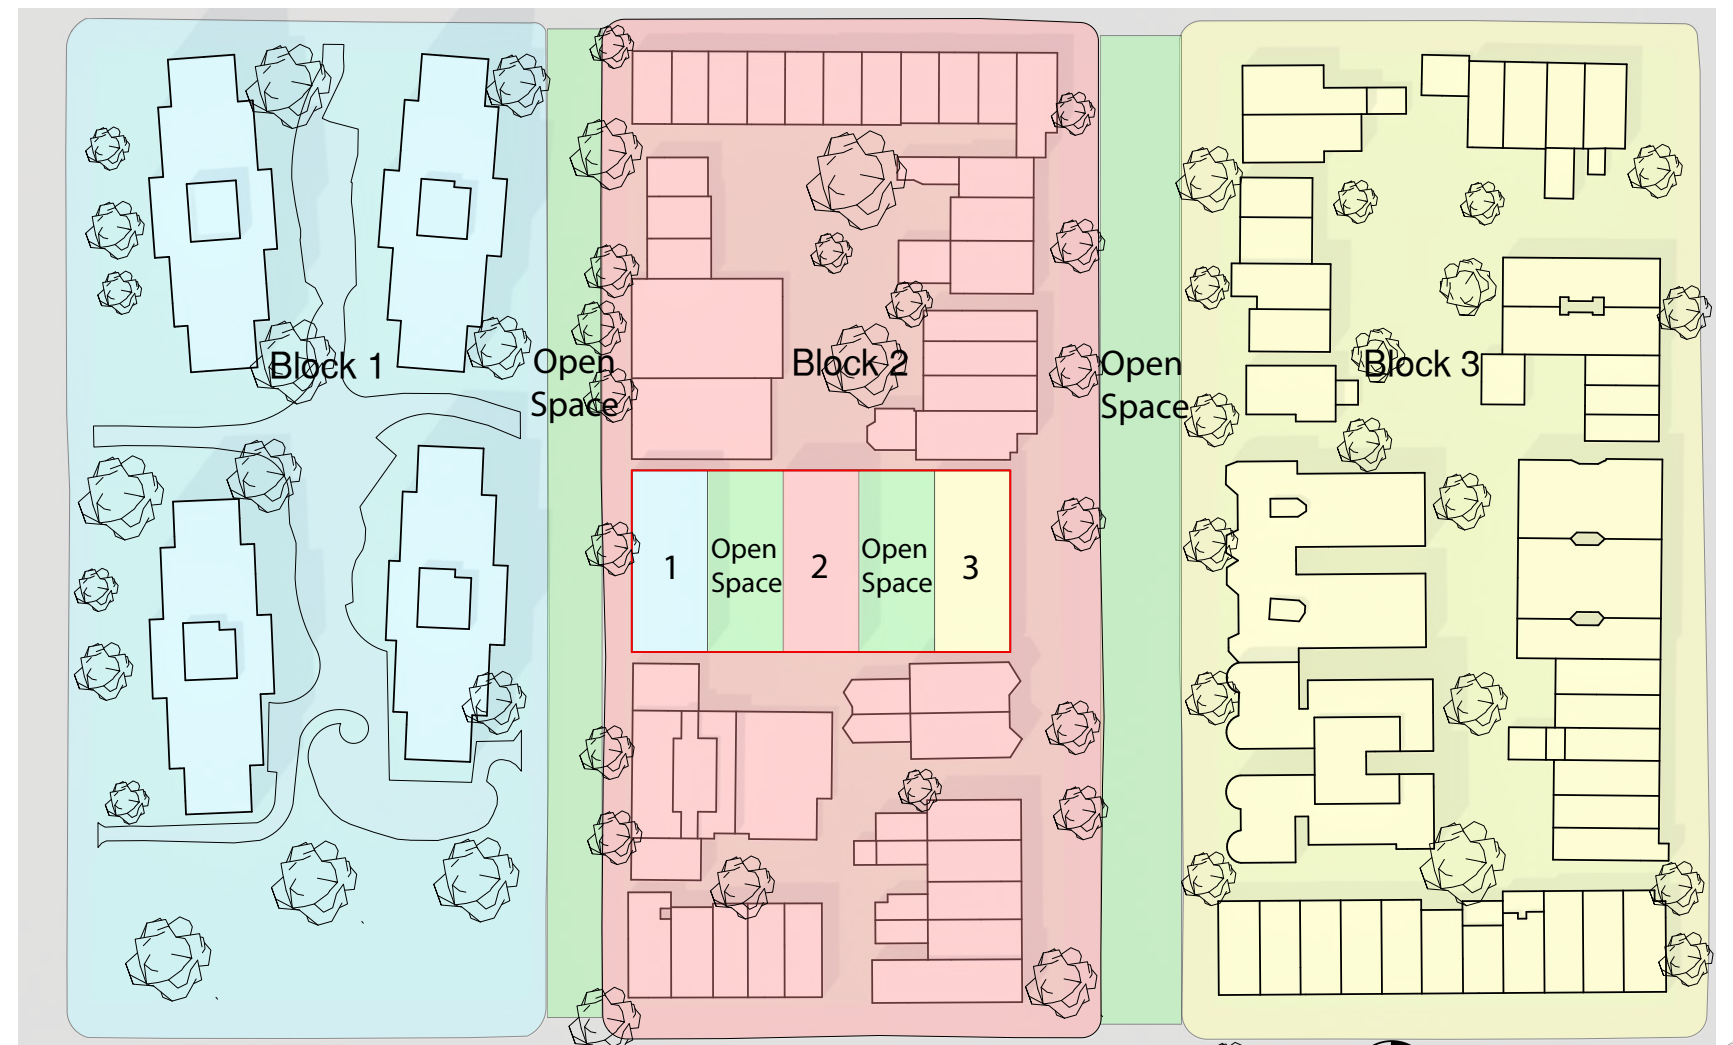 Block 1
Open
Space
Block 2
Open
Space
Block 3
1
Open
Space
2
Open
Space
3